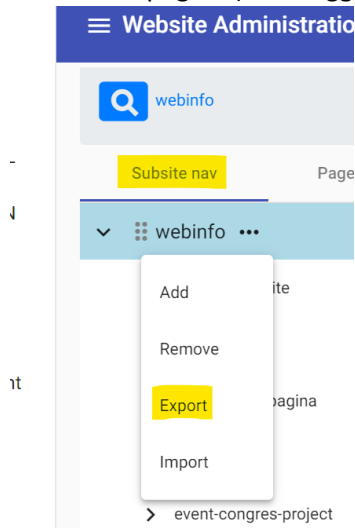 Website Administratio
webinfo
Subsite nav Page
webinfo •••
Add ite
Remove
Export pagina
Import
event-congres-project